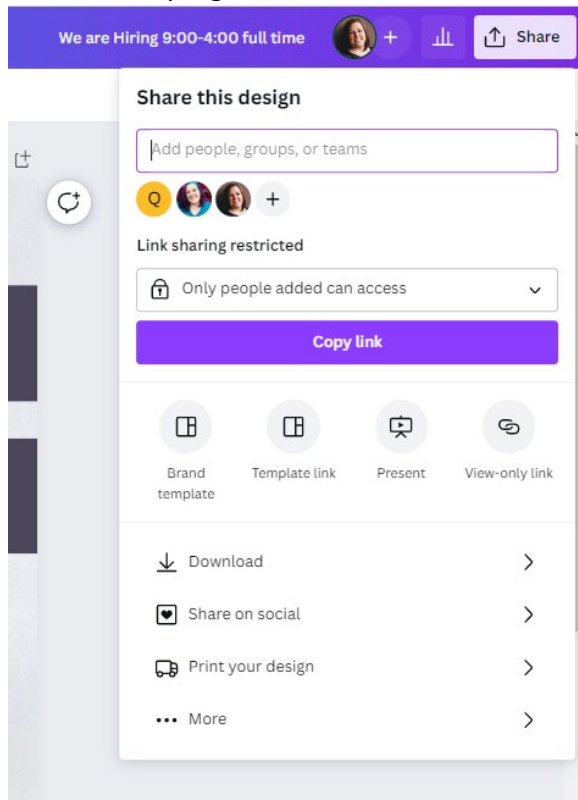 We are Hiring 9:00-4:00 full time
Share
Share this design
Add people, groups, or teams
Q
Link sharing restricted
Only people added can access
Copy link
Brand template
Template link
Present
View-only link
Download
Share on social
Print your design
More